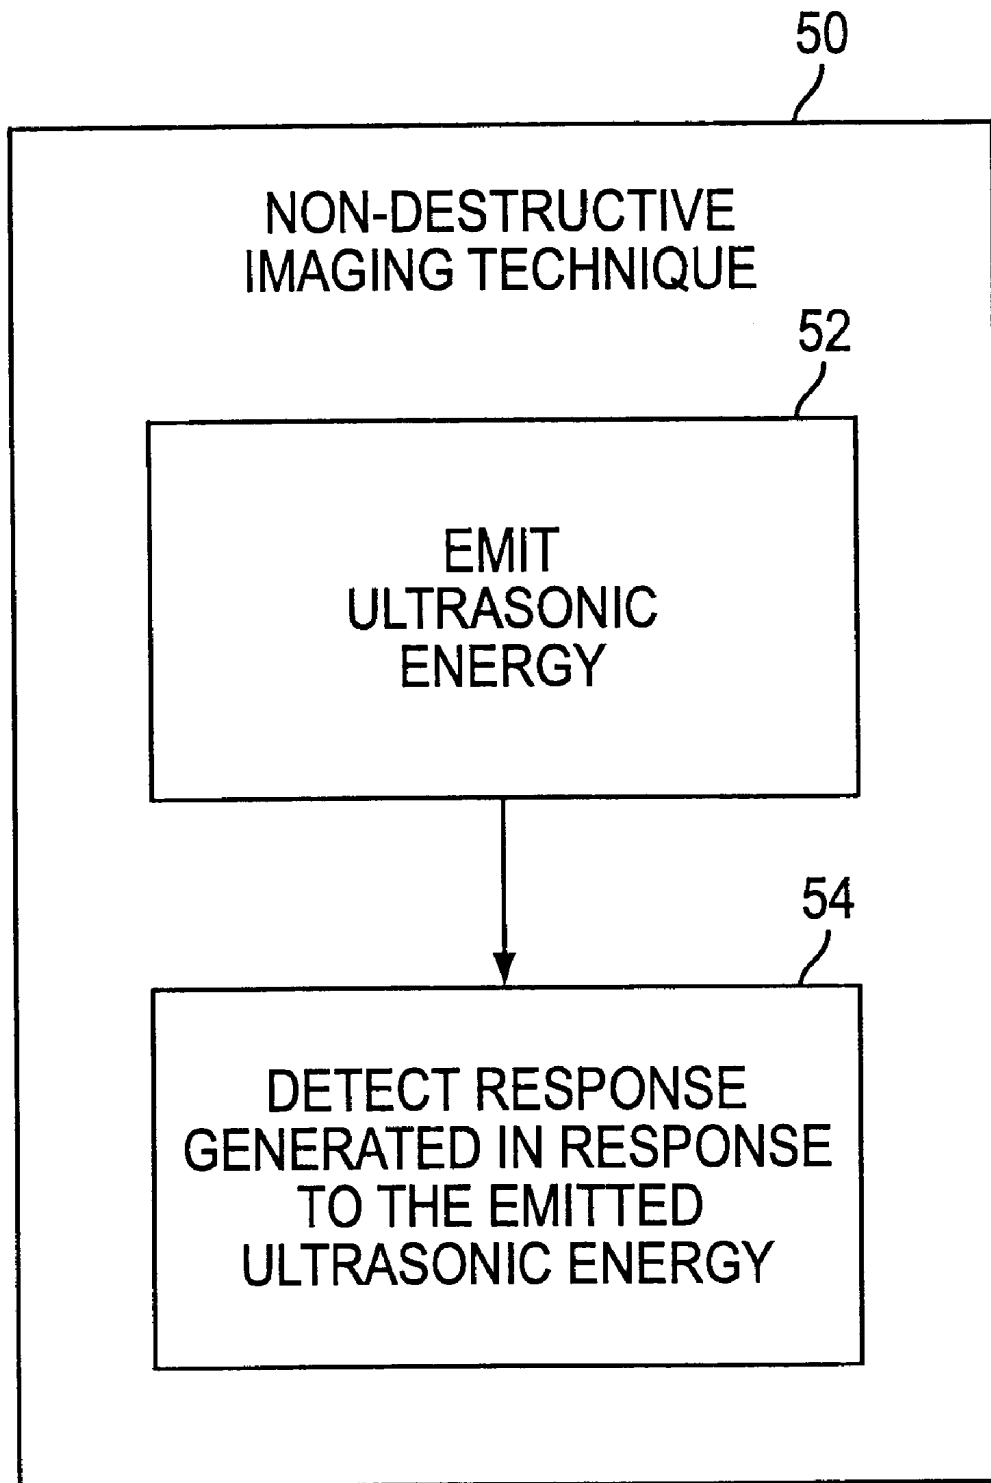 50
NON-DESTRUCTIVE
IMAGING TECHNIQUE
52
EMIT
ULTRASONIC
ENERGY
54
DETECT RESPONSE
GENERATED IN RESPONSE
TO THE EMITTED
ULTRASONIC ENERGY